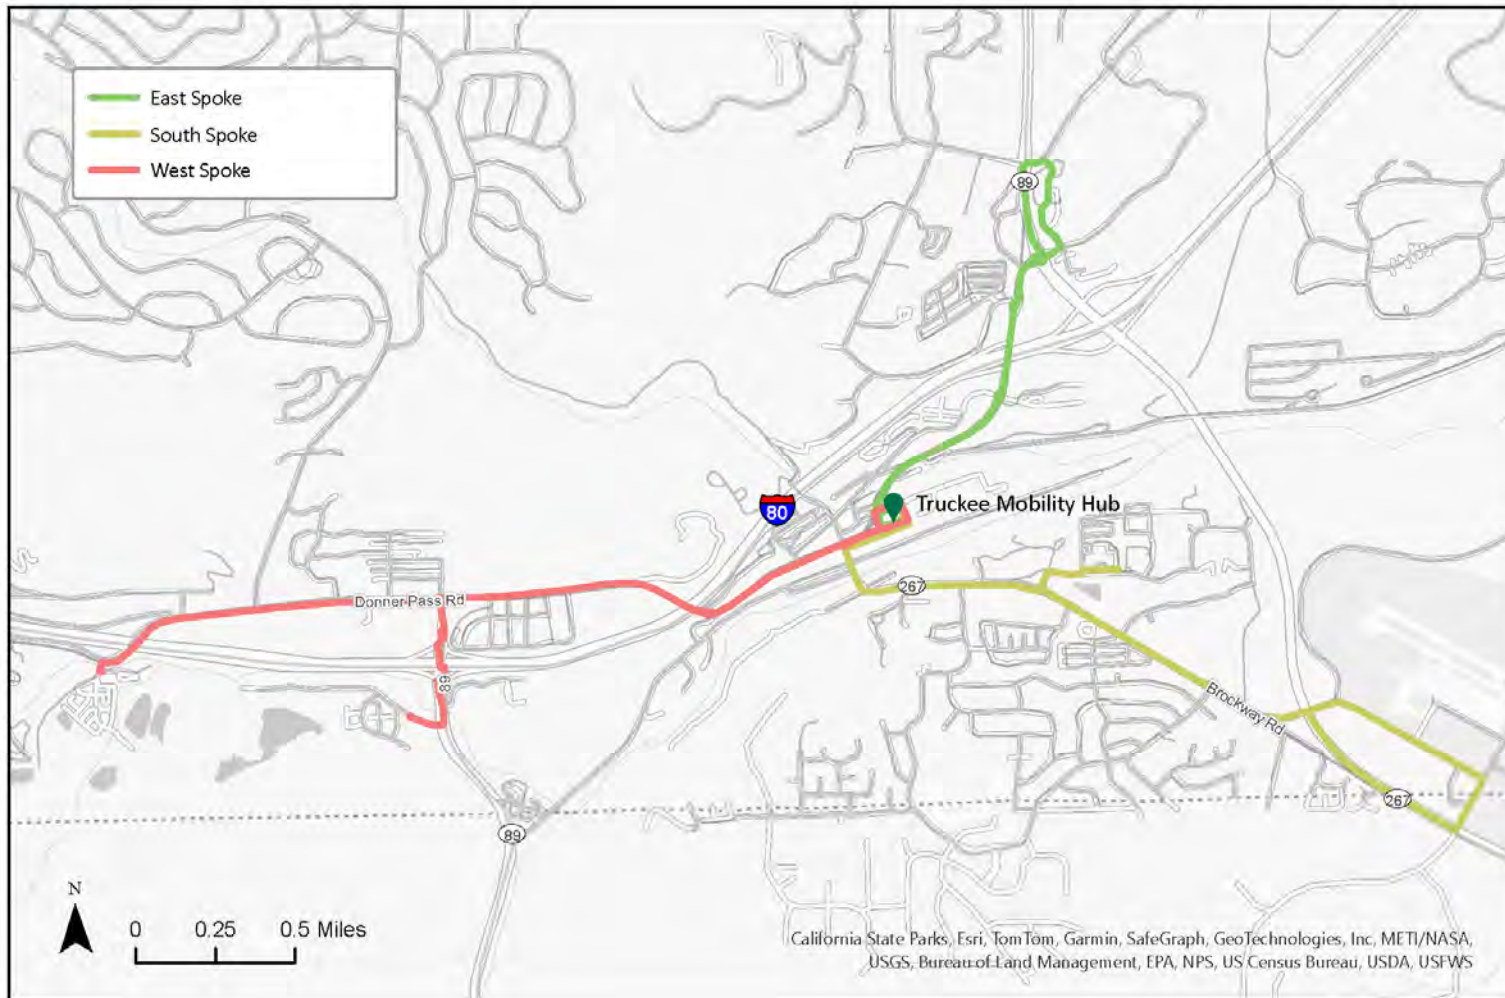 East Spoke
South Spoke
West Spoke
89
Truckee Mobility Hub
80
267
Donner Pass Rd
89
Brockway Rd
267
89
N
0 0.25 0.5 Miles
California State Parks, Esri, TomTom, Garmin, SafeGraph, GeoTechnologies, Inc, METI/NASA,
USGS, Bureau of Land Management, EPA, NPS, US Census Bureau, USDA, USFWS